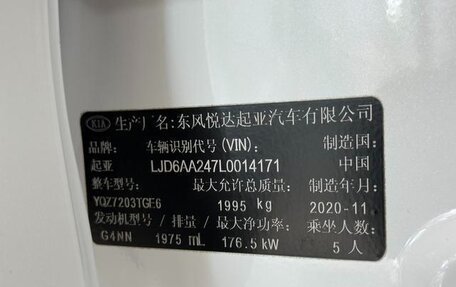 KIA 生产厂名:东风悦达起亚汽车有限公司
品牌: 车辆识别代号(VIN): 制造国:
起亚 LJD6AA247L0014171 中国
整车型号: 最大允许总质量: 制造年月:
YQZ7203TGE6 1995 kg 2020-11
发动机型号/排量/最大净功率: 乘坐人数:
G4NN 1975 mL 176.5 kW 5 人